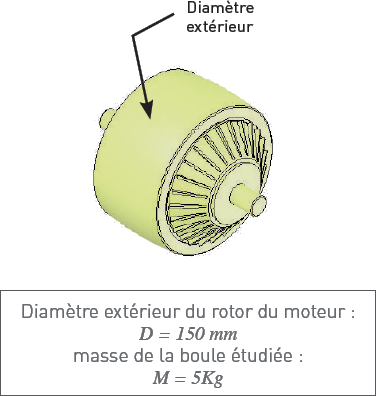 Diamètre
extérieur
Diamètre extérieur du rotor du moteur :
D = 150 mm
masse de la boule étudiée :
M = 5Kg